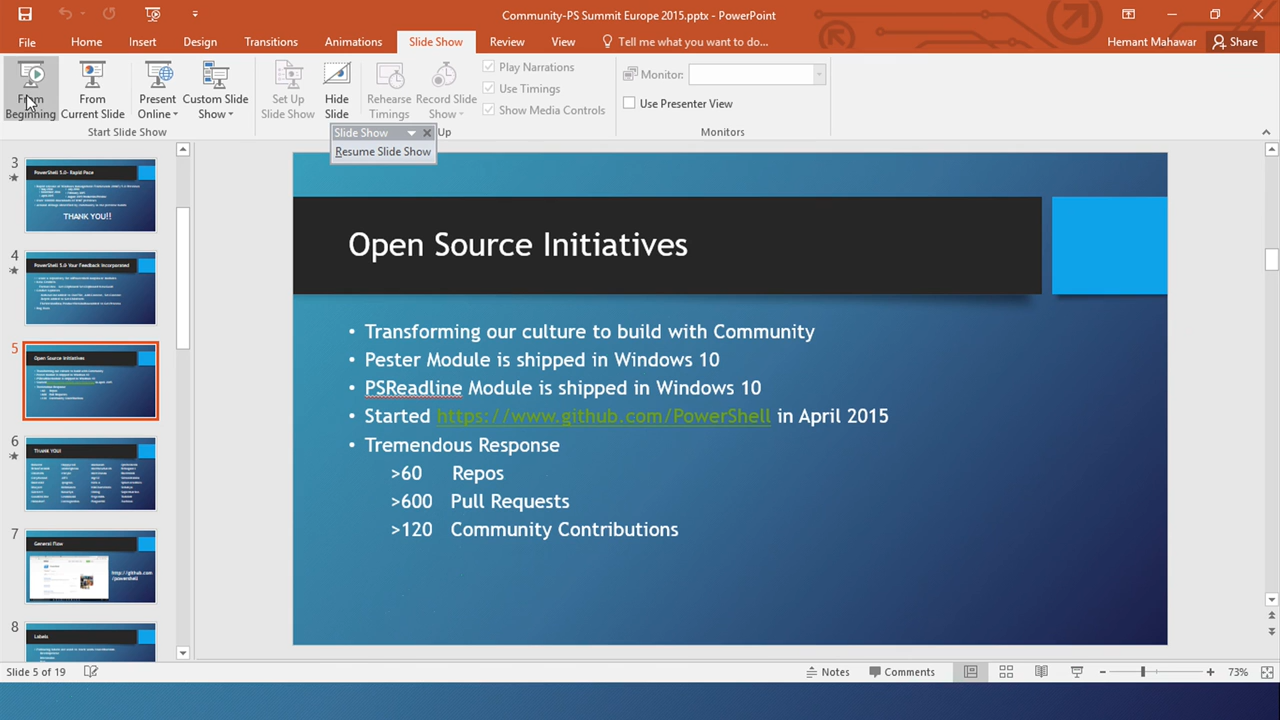 Community-PS Summit Europe 2015.pptx - PowerPoint
File Home Insert Design Transitions Animations Slide Show Review View Tell me what you want to do... Hemant Mahawar Share
From Beginning
From Current Slide
Present Online
Custom Slide Show
Set Up Slide Show
Hide Slide
Rehearse Timings
Record Slide Show
Play Narrations
Use Timings
Show Media Controls
Monitor:
Use Presenter View
Start Slide Show
Up
Monitors
Slide Show
Resume Slide Show
3
PowerShell 5.0- Rapid Pace
THANK YOU!!
4
PowerShell 5.0 Your Feedback Incorporated
5
Open Source Initiatives
6
THANK YOU!
7
General Flow
http://github.com
/powershell
8
Labels
Open Source Initiatives
• Transforming our culture to build with Community
• Pester Module is shipped in Windows 10
• PSReadline Module is shipped in Windows 10
• Started https://www.github.com/PowerShell in April 2015
• Tremendous Response
>60 Repos
>600 Pull Requests
>120 Community Contributions
Slide 5 of 19
Notes
Comments
73%